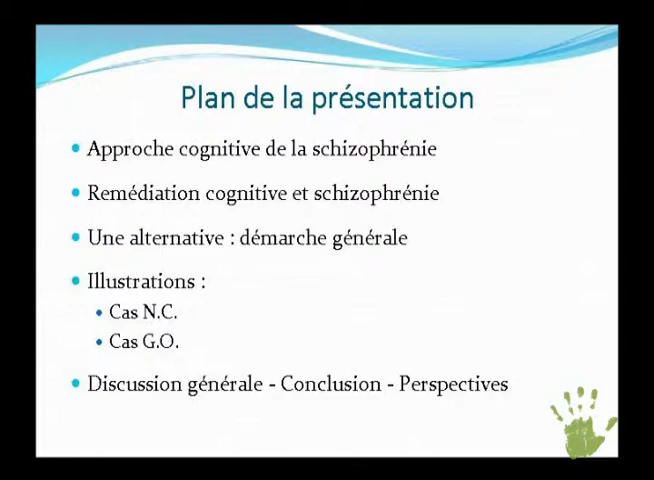 Plan de la présentation
• Approche cognitive de la schizophrénie
• Remédiation cognitive et schizophrénie
• Une alternative : démarche générale
• Illustrations :
• Cas N.C.
• Cas G.O.
• Discussion générale - Conclusion - Perspectives